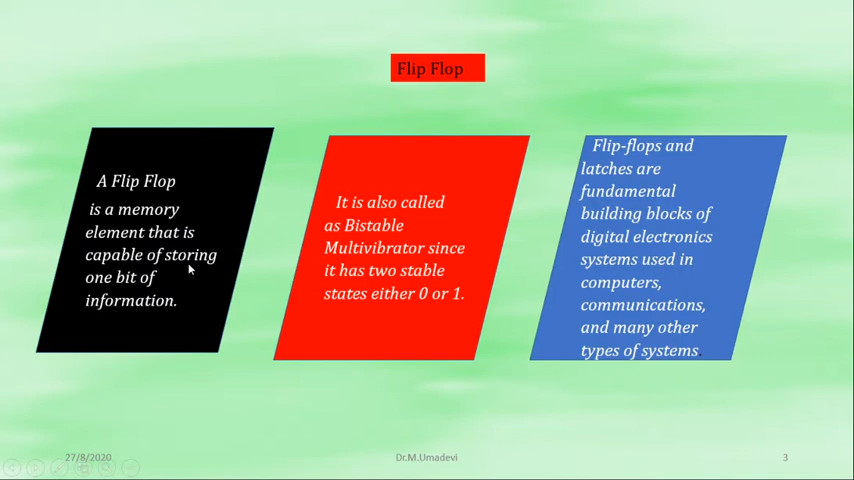 Flip Flop
A Flip Flop
is a memory
element that is
capable of storing
one bit of
information.
It is also called
as Bistable
Multivibrator since
it has two stable
states either 0 or 1.
Flip-flops and
latches are
fundamental
building blocks of
digital electronics
systems used in
computers,
communications,
and many other
types of systems.
27/8/2020
Dr.M.Umadevi
3